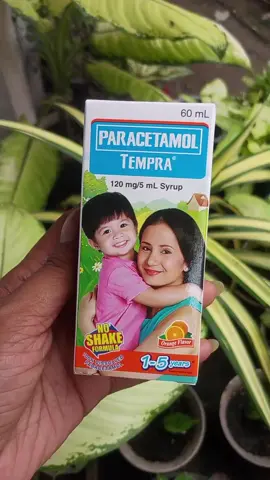 60 mL
PARACETAMOL
TEMPRA®
120 mg/5 mL Syrup
NO
SHAKE
FORMULA
Orange Flavor
1-5 years